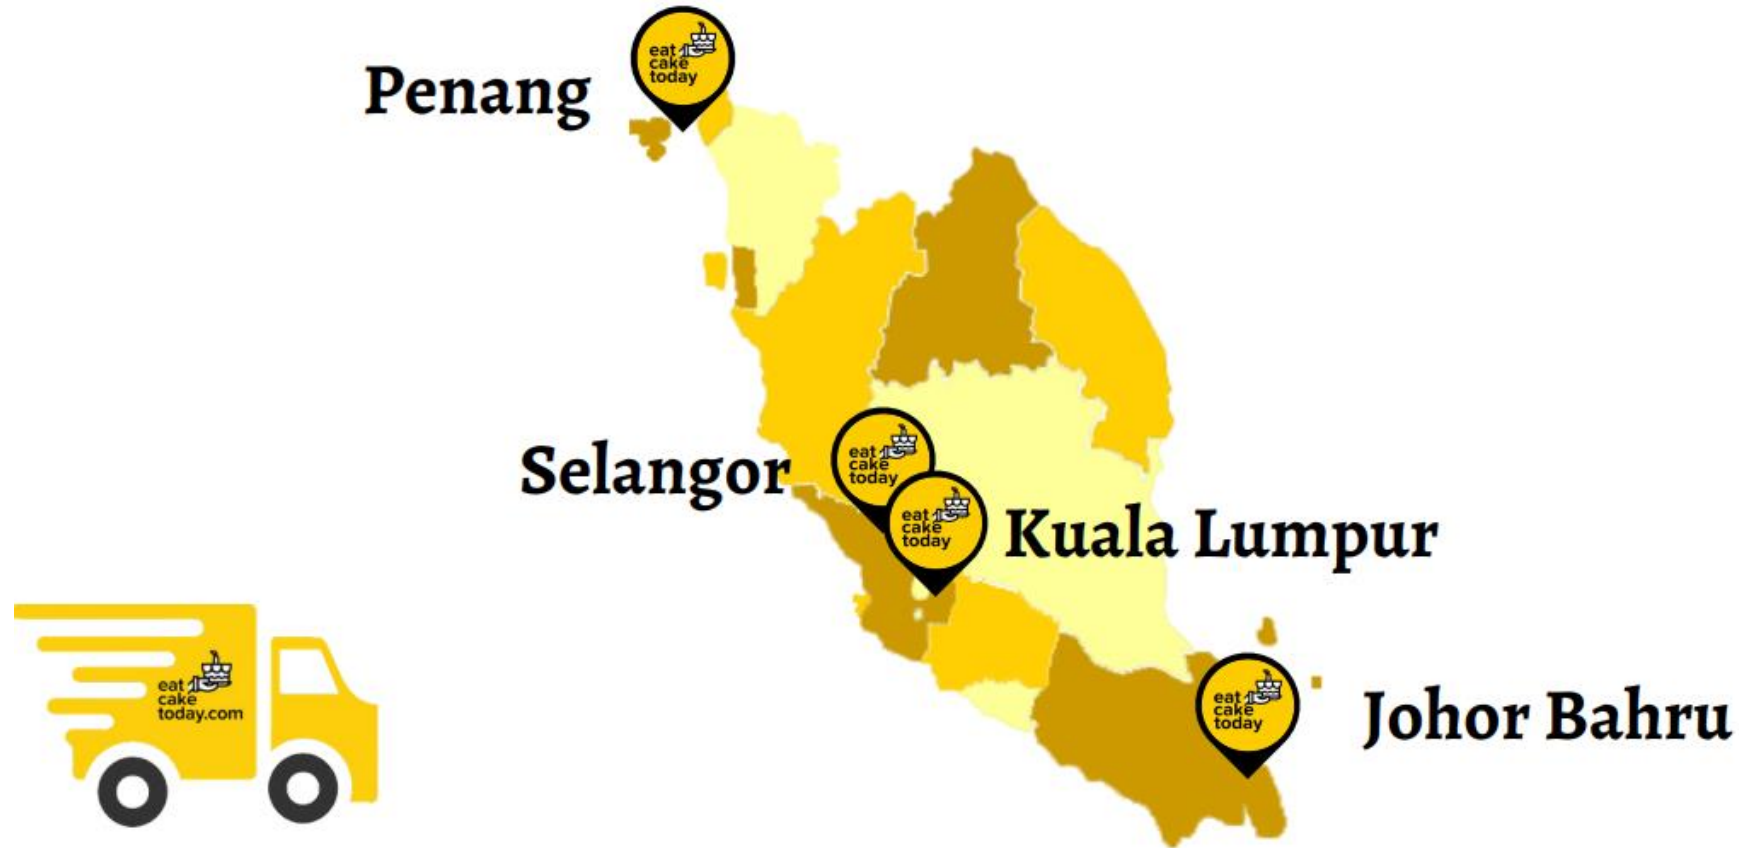 Penang
eat
cake
today
Selangor
eat
cake
today
eat
cake
today
Kuala Lumpur
eat
cake
today.com
eat
cake
today
Johor Bahru